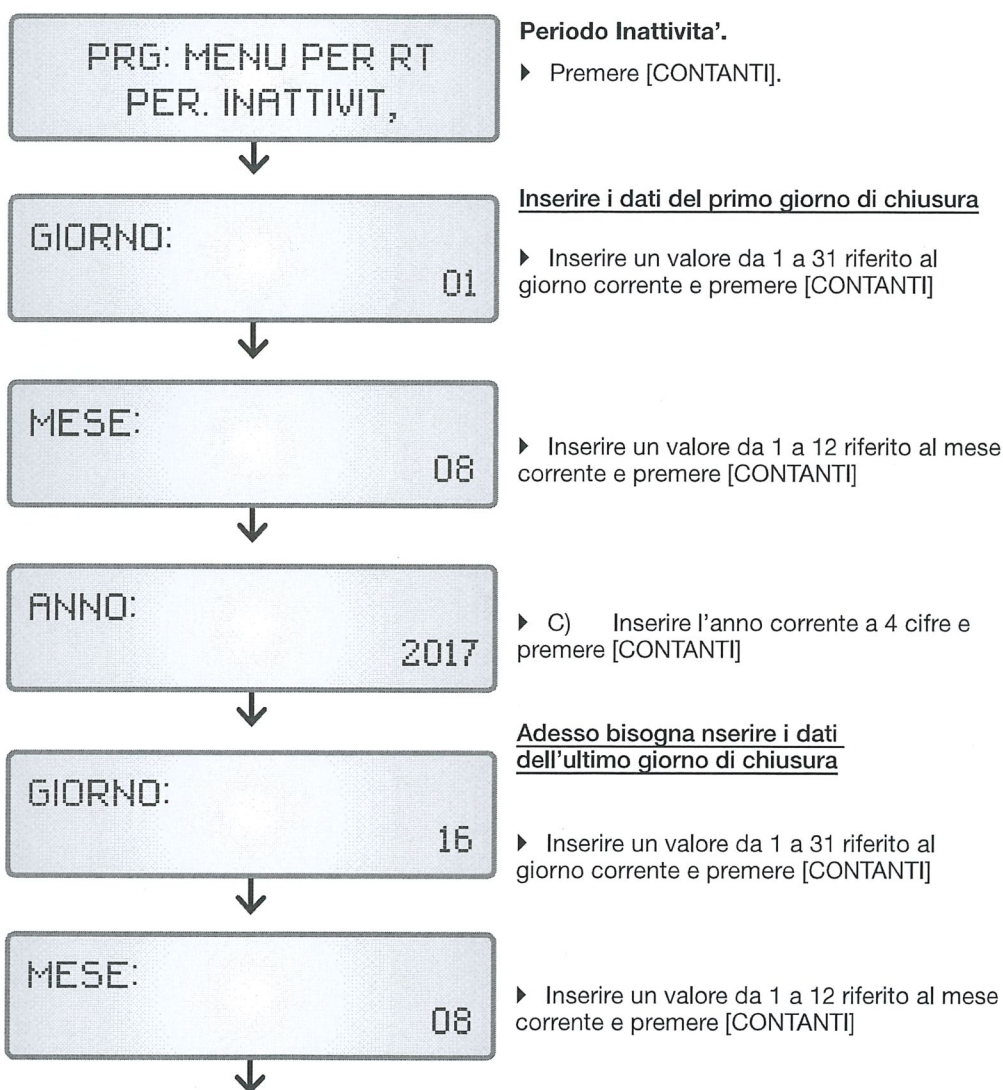 PRG: MENU PER RT
PER. INATTIVIT,
Periodo Inattivita'.
Premere [CONTANTI].
GIORNO:
01
Inserire i dati del primo giorno di chiusura
Inserire un valore da 1 a 31 riferito al
giorno corrente e premere [CONTANTI]
MESE:
08
Inserire un valore da 1 a 12 riferito al mese
corrente e premere [CONTANTI]
ANNO:
2017
C) Inserire l'anno corrente a 4 cifre e
premere [CONTANTI]
Adesso bisogna nserire i dati
dell'ultimo giorno di chiusura
GIORNO:
16
Inserire un valore da 1 a 31 riferito al
giorno corrente e premere [CONTANTI]
MESE:
08
Inserire un valore da 1 a 12 riferito al mese
corrente e premere [CONTANTI]